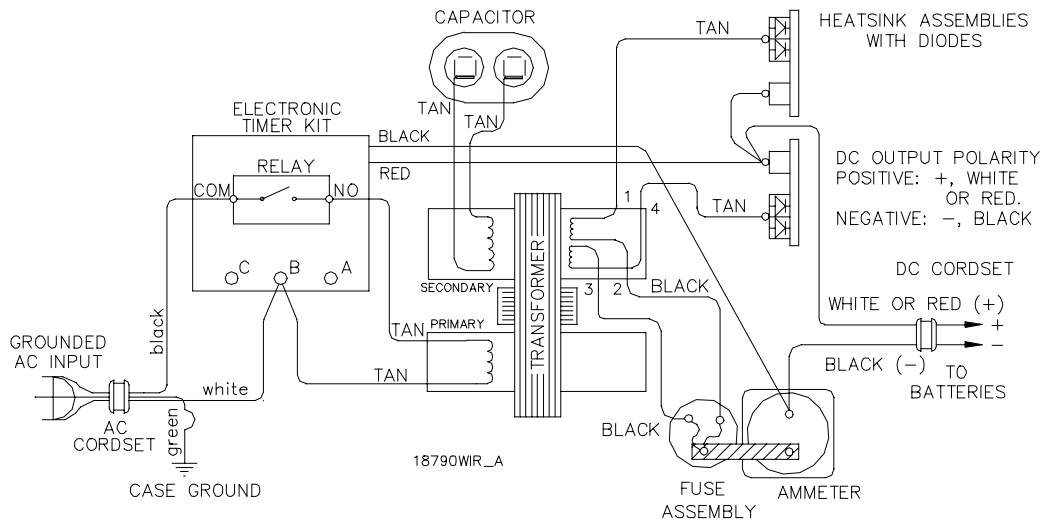 CAPACITOR
TAN
HEATSINK ASSEMBLIES
WITH DIODES
TAN
TAN
ELECTRONIC
TIMER KIT
BLACK
RED
RELAY
COM
NO
DC OUTPUT POLARITY
POSITIVE: +, WHITE
OR RED.
NEGATIVE: −, BLACK
1
4
TAN
TRANSFORMER
C
B
A
SECONDARY
3
2
BLACK
DC CORDSET
WHITE OR RED (+)
+
−
BLACK (−)
TO
BATTERIES
PRIMARY
TAN
TAN
black
GROUNDED
AC INPUT
white
AC
CORDSET
green
CASE GROUND
BLACK
18790WIR_A
FUSE
ASSEMBLY
AMMETER